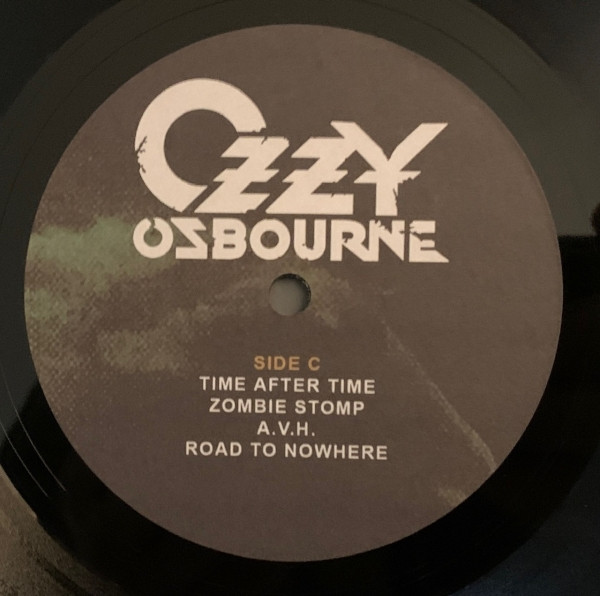 OZZY
OSBOURNE
SIDE C
TIME AFTER TIME
ZOMBIE STOMP
A.V.H.
ROAD TO NOWHERE